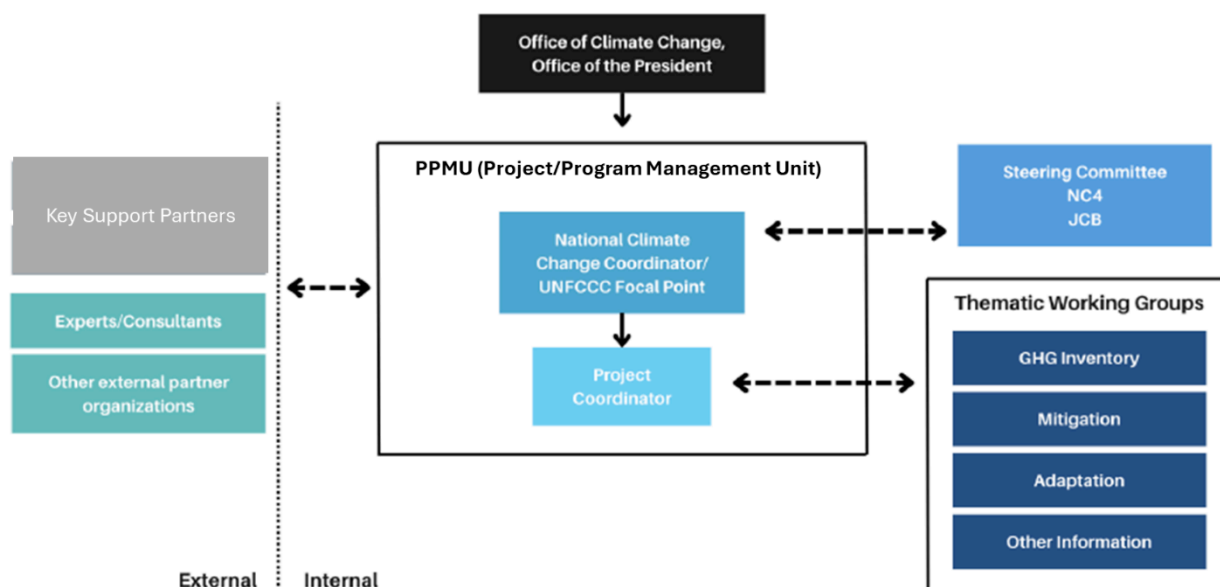 Office of Climate Change,
Office of the President
PPMU (Project/Program Management Unit)
Key Support Partners
Experts/Consultants
Other external partner
organizations
National Climate
Change Coordinator/
UNFCCC Focal Point
Project
Coordinator
Steering Committee
NC4
JCB
Thematic Working Groups
GHG Inventory
Mitigation
Adaptation
Other Information
External
Internal